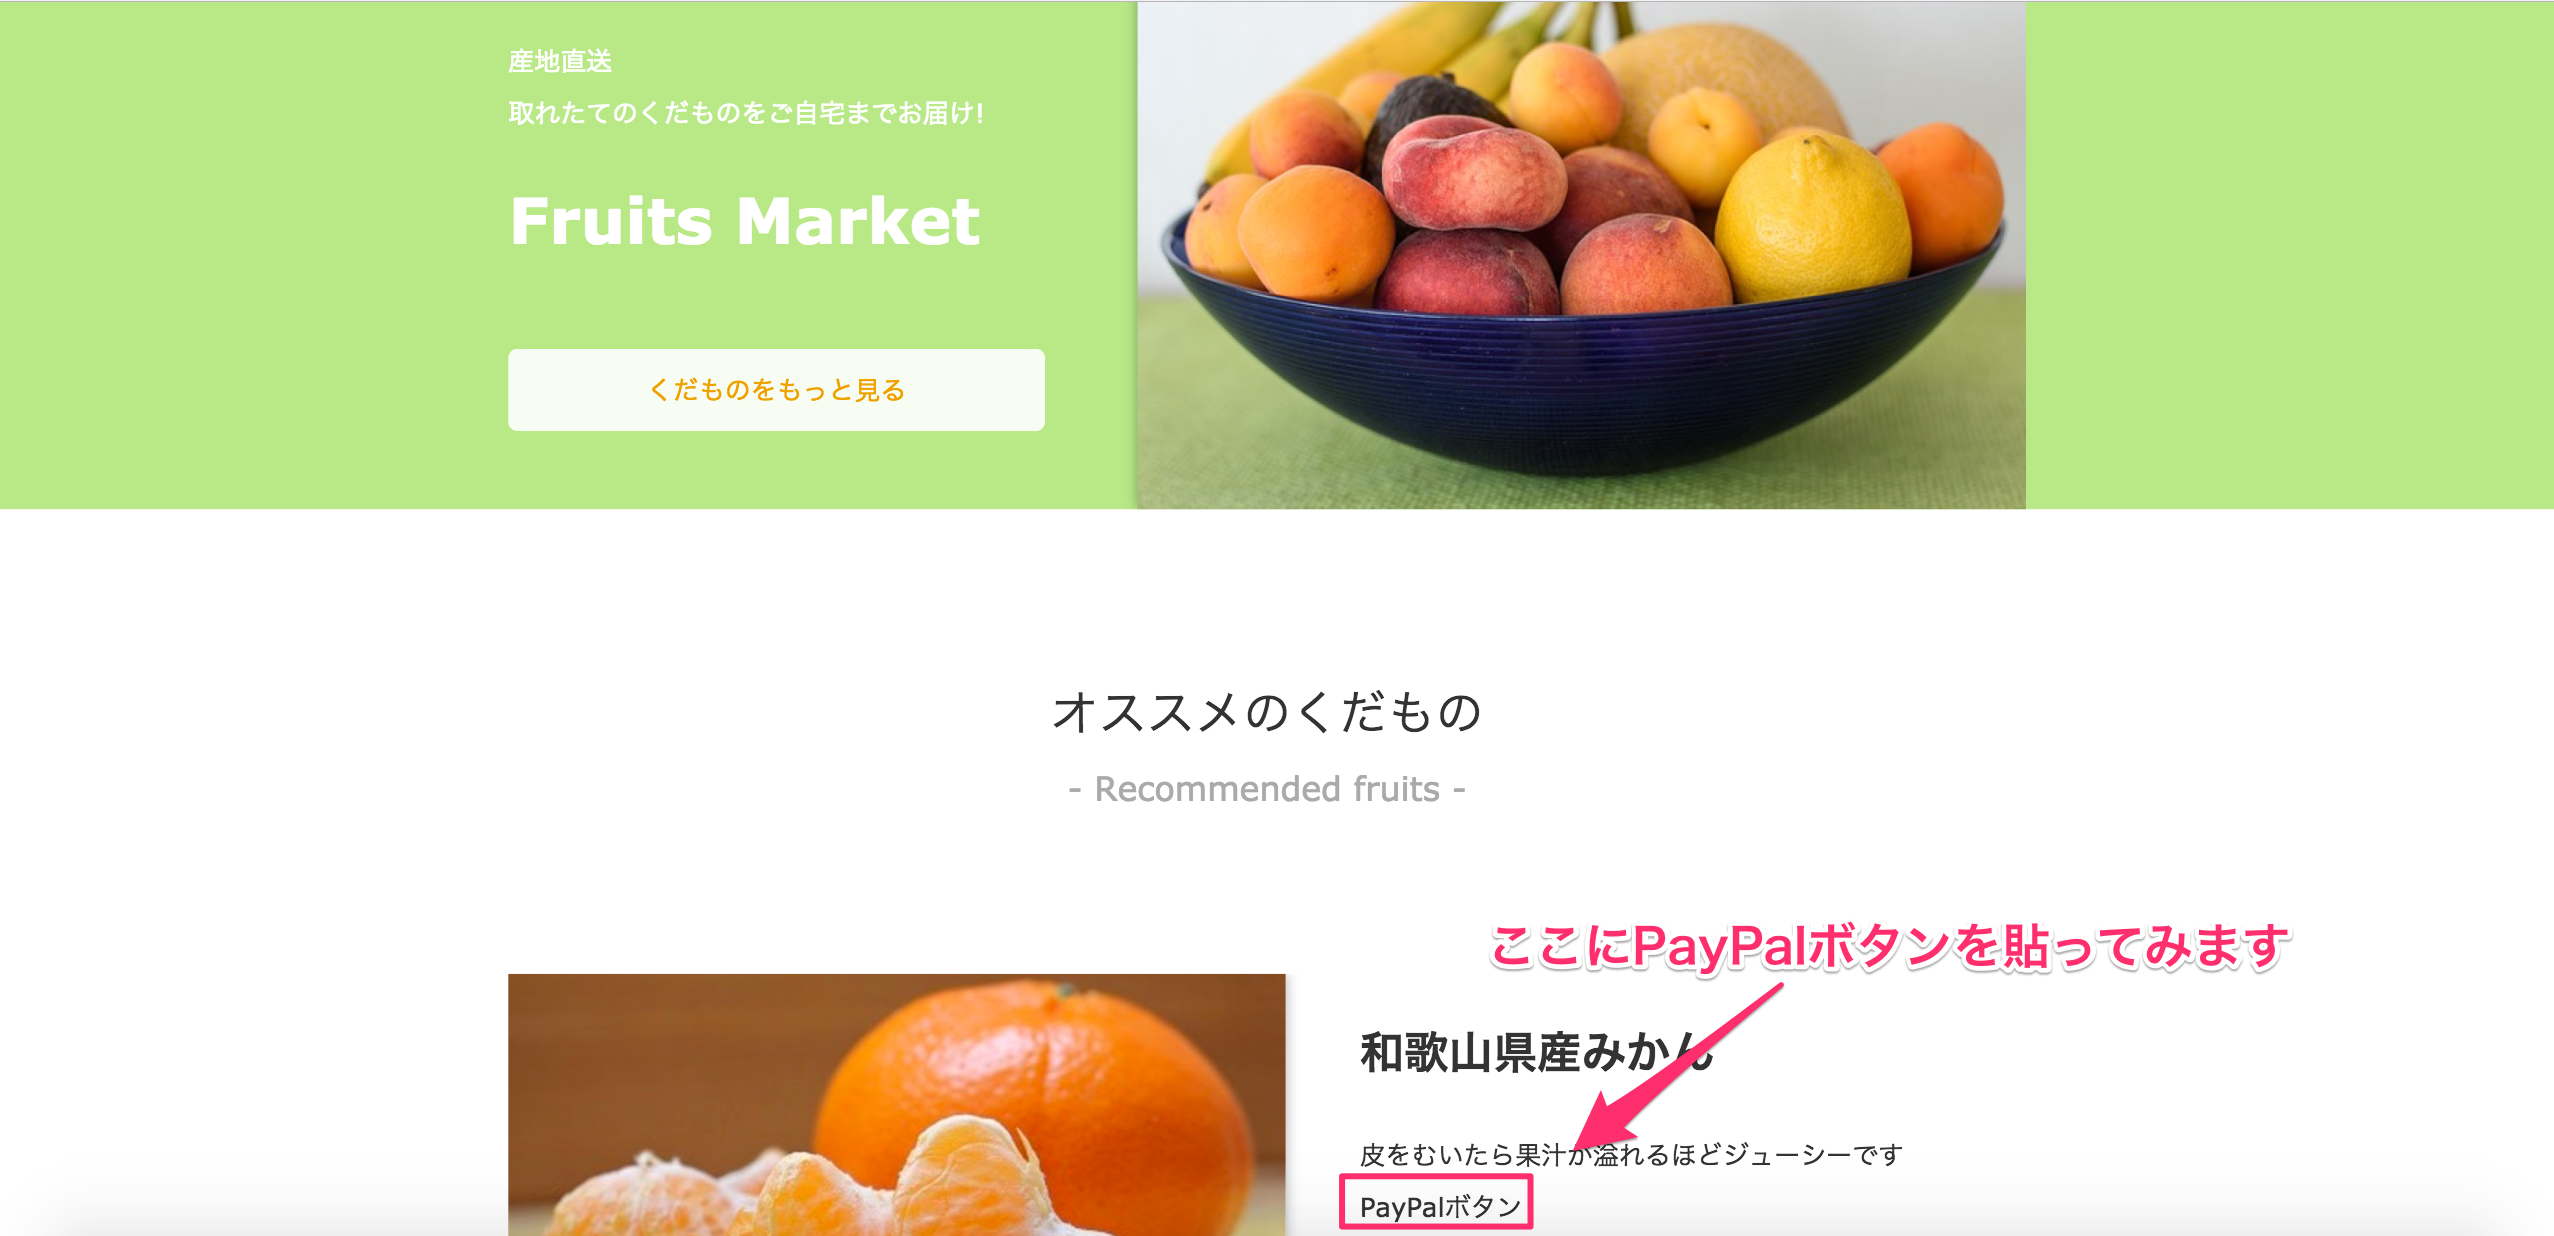 産地直送
取れたてのくだものをご自宅までお届け!
Fruits Market
くだものをもっと見る
オススメのくだもの
- Recommended fruits -
ここにPayPalボタンを貼ってみます
和歌山県産みかん
皮をむいたら果汁が溢れるほどジューシーです
PayPalボタン